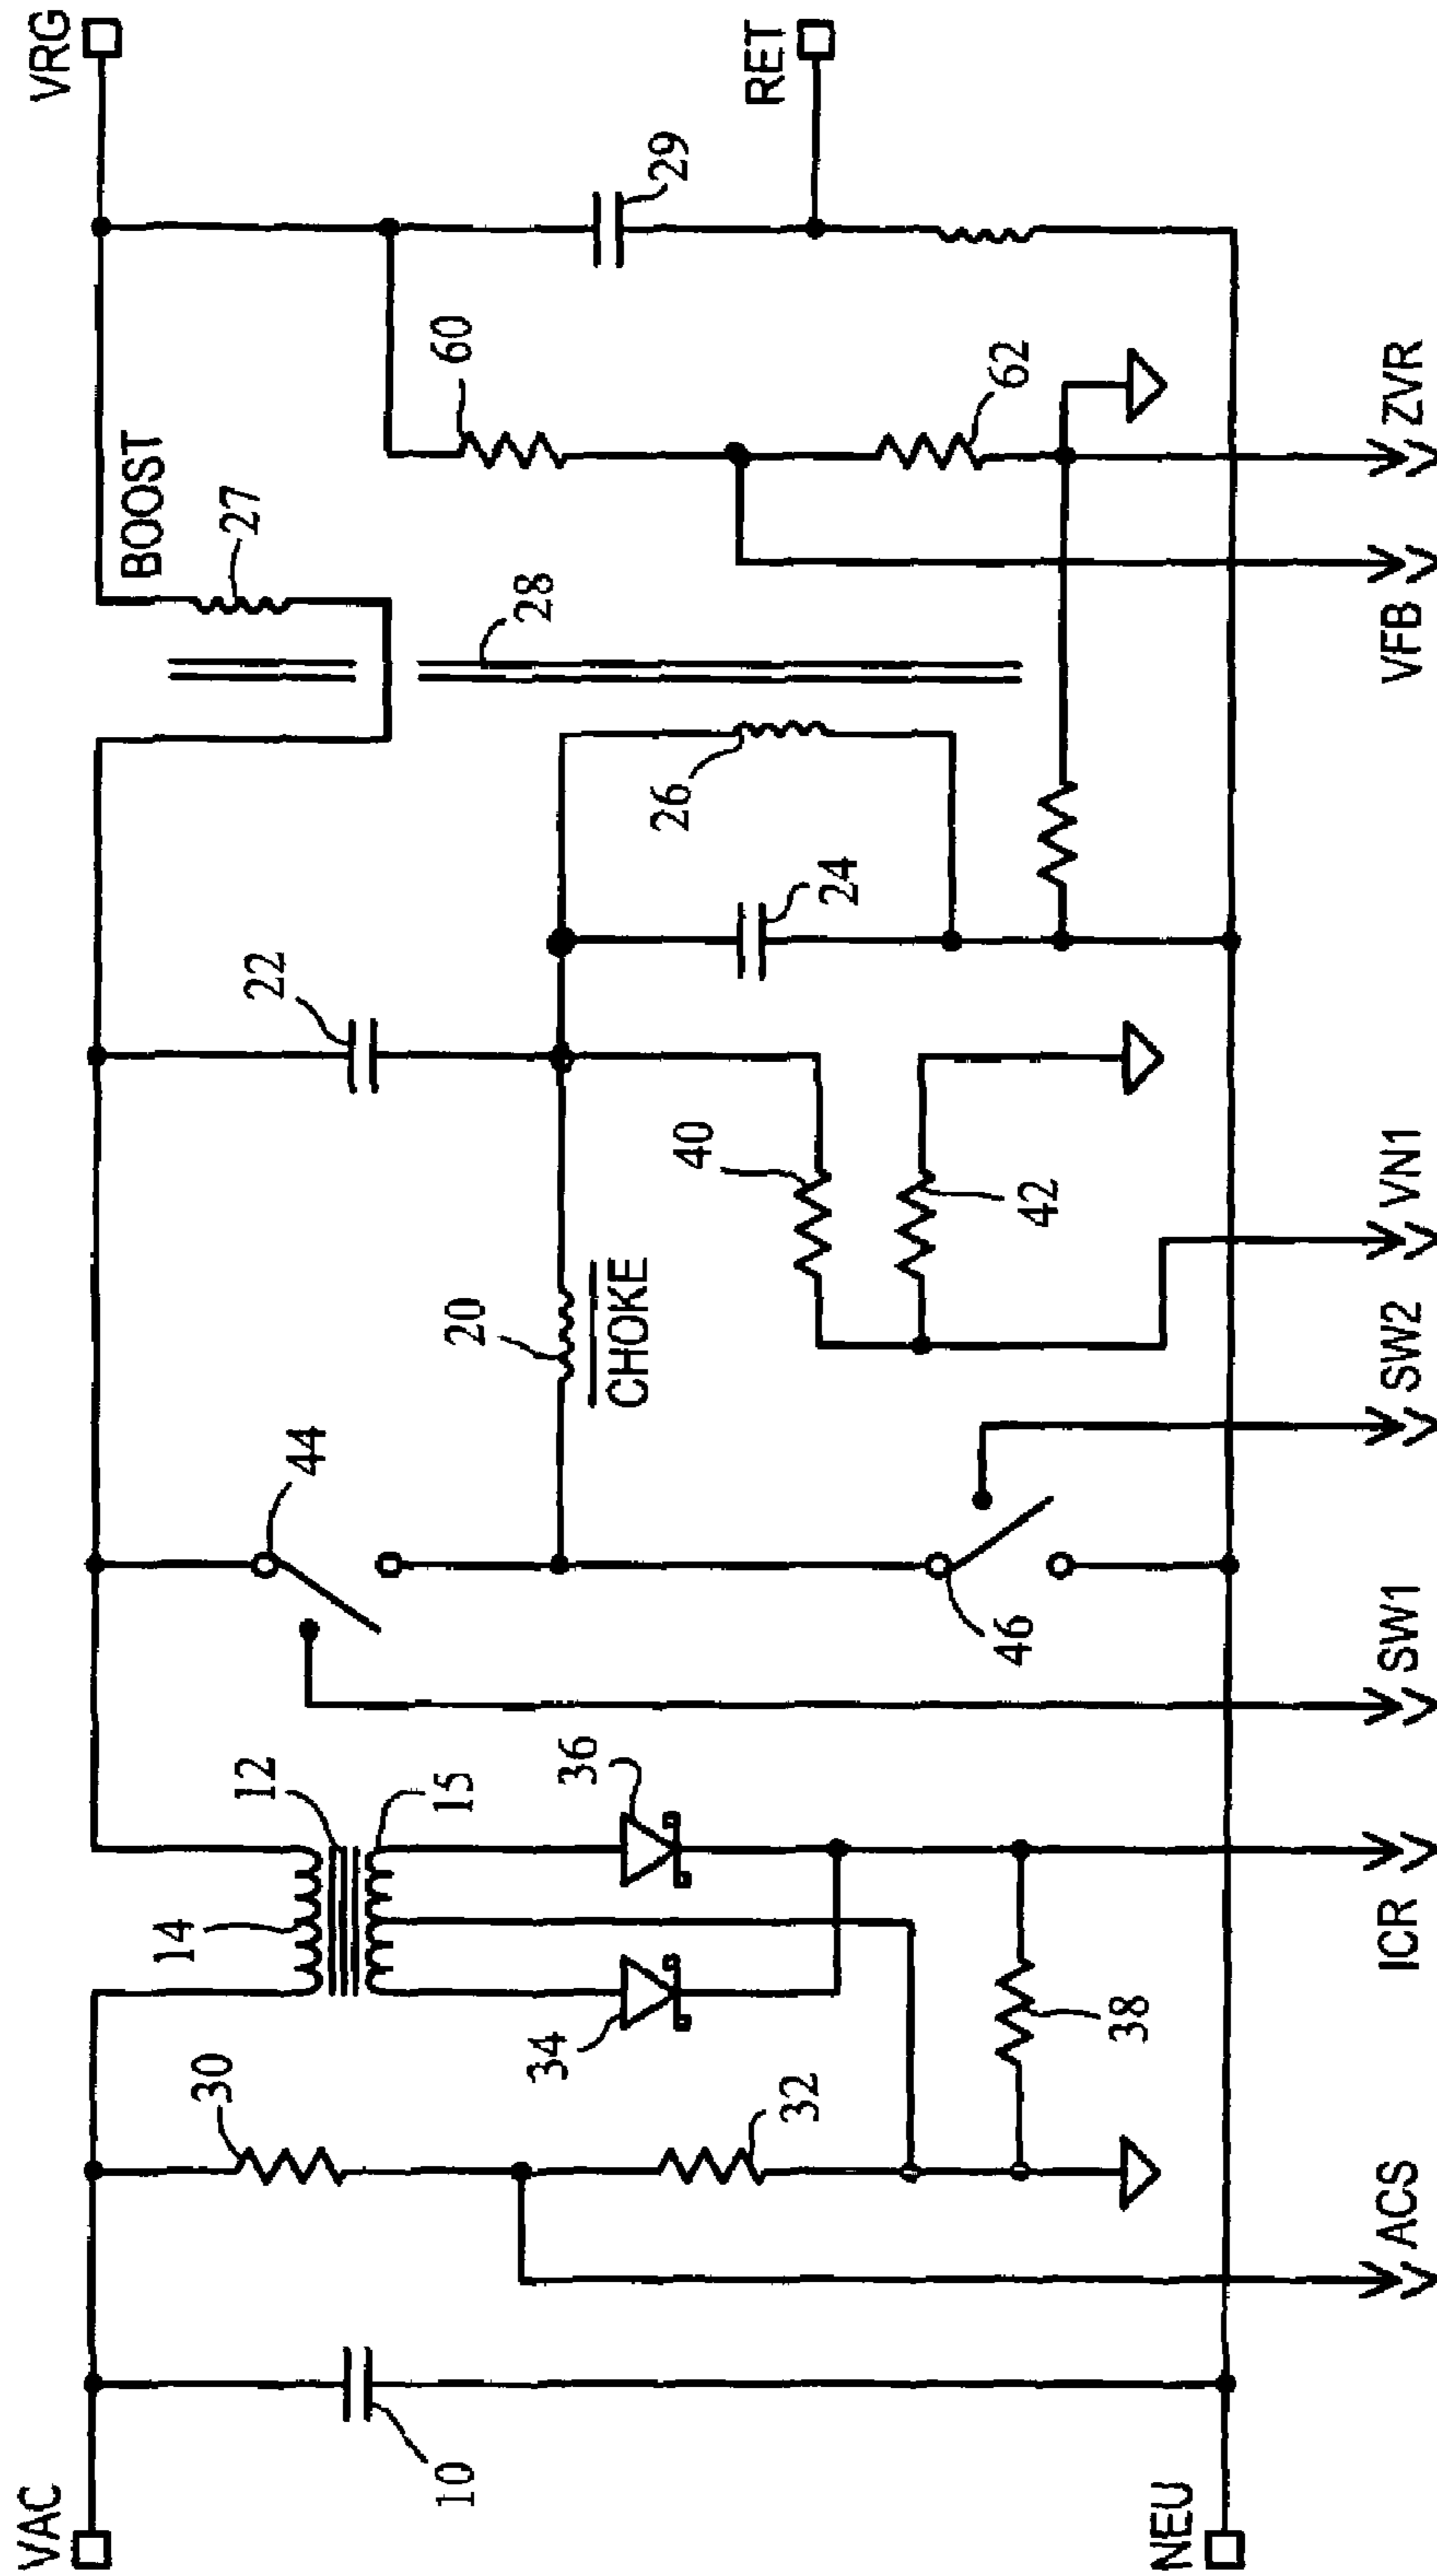 VAC
VRG
BOOST
27
12
14
44
22
30
10
15
36
34
32
20
CHOKE
28
60
29
RET
26
24
40
42
62
46
38
NEU
ACS
ICR
SW1
SW2
VN1
VFB
ZVR